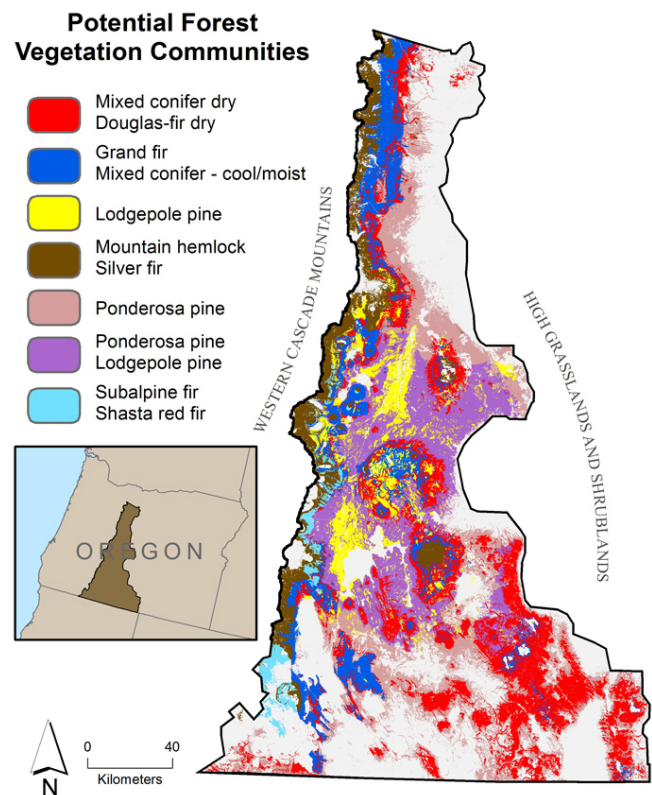 Potential Forest
Vegetation Communities
Mixed conifer dry
Douglas-fir dry
Grand fir
Mixed conifer - cool/moist
Lodgepole pine
Mountain hemlock
Silver fir
Ponderosa pine
Ponderosa pine
Lodgepole pine
Subalpine fir
Shasta red fir
WESTERN CASCADE MOUNTAINS
HIGH GRASSLANDS AND SHRUBLANDS
OREGON
N
0 40
Kilometers